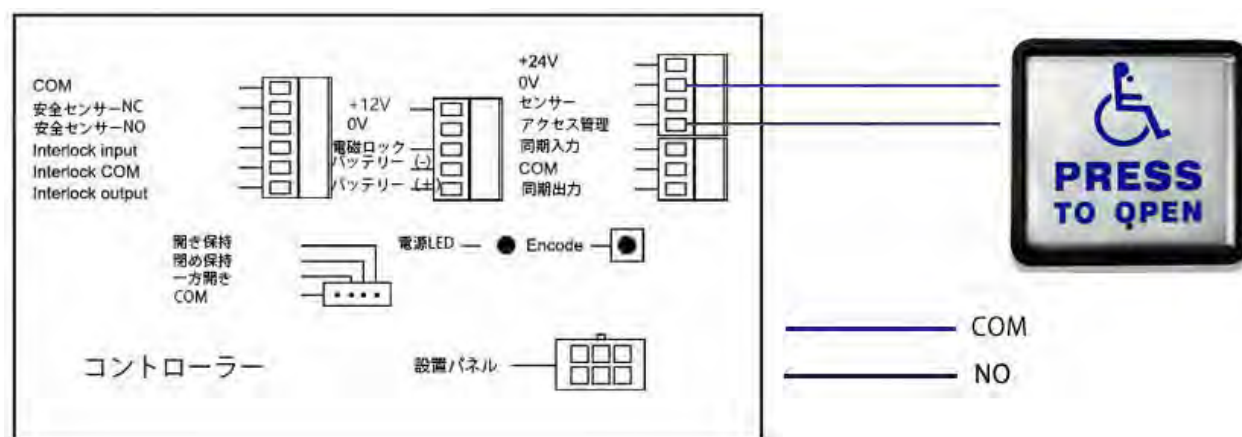 COM
安全センサーNC
安全センサーNO
Interlock input
Interlock COM
Interlock output
+12V
0V
電磁ロック
バッテリー (-)
バッテリー (±)
+24V
0V
センサー
アクセス管理
同期入力
COM
同期出力
開き保持
閉め保持
一方開き
COM
電源LED
Encode
コントローラー
設置パネル
PRESS
TO OPEN
COM
NO